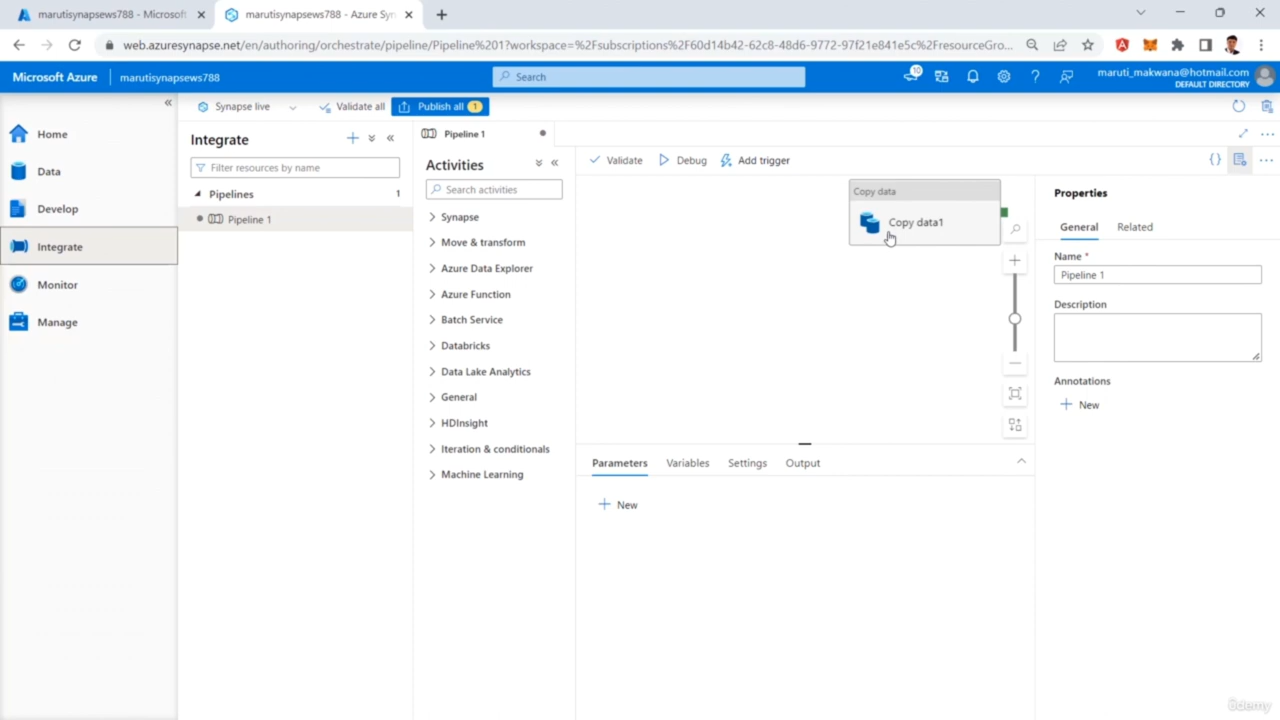 marutisynapsews788 - Microsoft
marutisynapsews788 - Azure Syn
web.azuresynapse.net/en/authoring/orchestrate/pipeline/Pipeline%201?workspace=%2Fsubscriptions%2F60d14b42-62c8-48d6-9772-97f21e841e5c%2FresourceGro...
Microsoft Azure
marutisynapsews788
Search
10
maruti_makwana@hotmail.com
DEFAULT DIRECTORY
Synapse live
Validate all
Publish all 1
Home
Data
Develop
Integrate
Monitor
Manage
Integrate
Filter resources by name
Pipelines 1
Pipeline 1
Pipeline 1
Activities
Search activities
Synapse
Move & transform
Azure Data Explorer
Azure Function
Batch Service
Databricks
Data Lake Analytics
General
HDInsight
Iteration & conditionals
Machine Learning
Validate
Debug
Add trigger
Copy data
Copy data1
Parameters
Variables
Settings
Output
New
Properties
General
Related
Name *
Pipeline 1
Description
Annotations
New
ûdemy